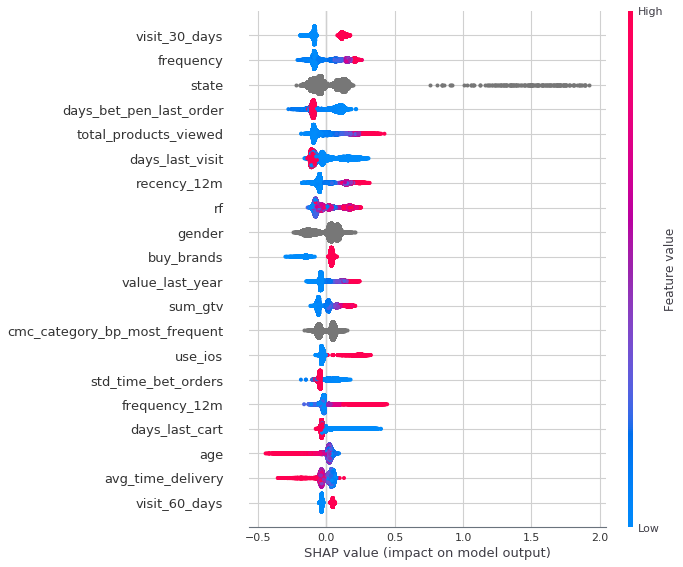 High
visit_30_days
frequency
state
days_bet_pen_last_order
total_products_viewed
days_last_visit
recency_12m
rf
gender
buy_brands
value_last_year
sum_gtv
cmc_category_bp_most_frequent
use_ios
std_time_bet_orders
frequency_12m
days_last_cart
age
avg_time_delivery
visit_60_days
Feature value
Low
−0.5 0.0 0.5 1.0 1.5 2.0
SHAP value (impact on model output)